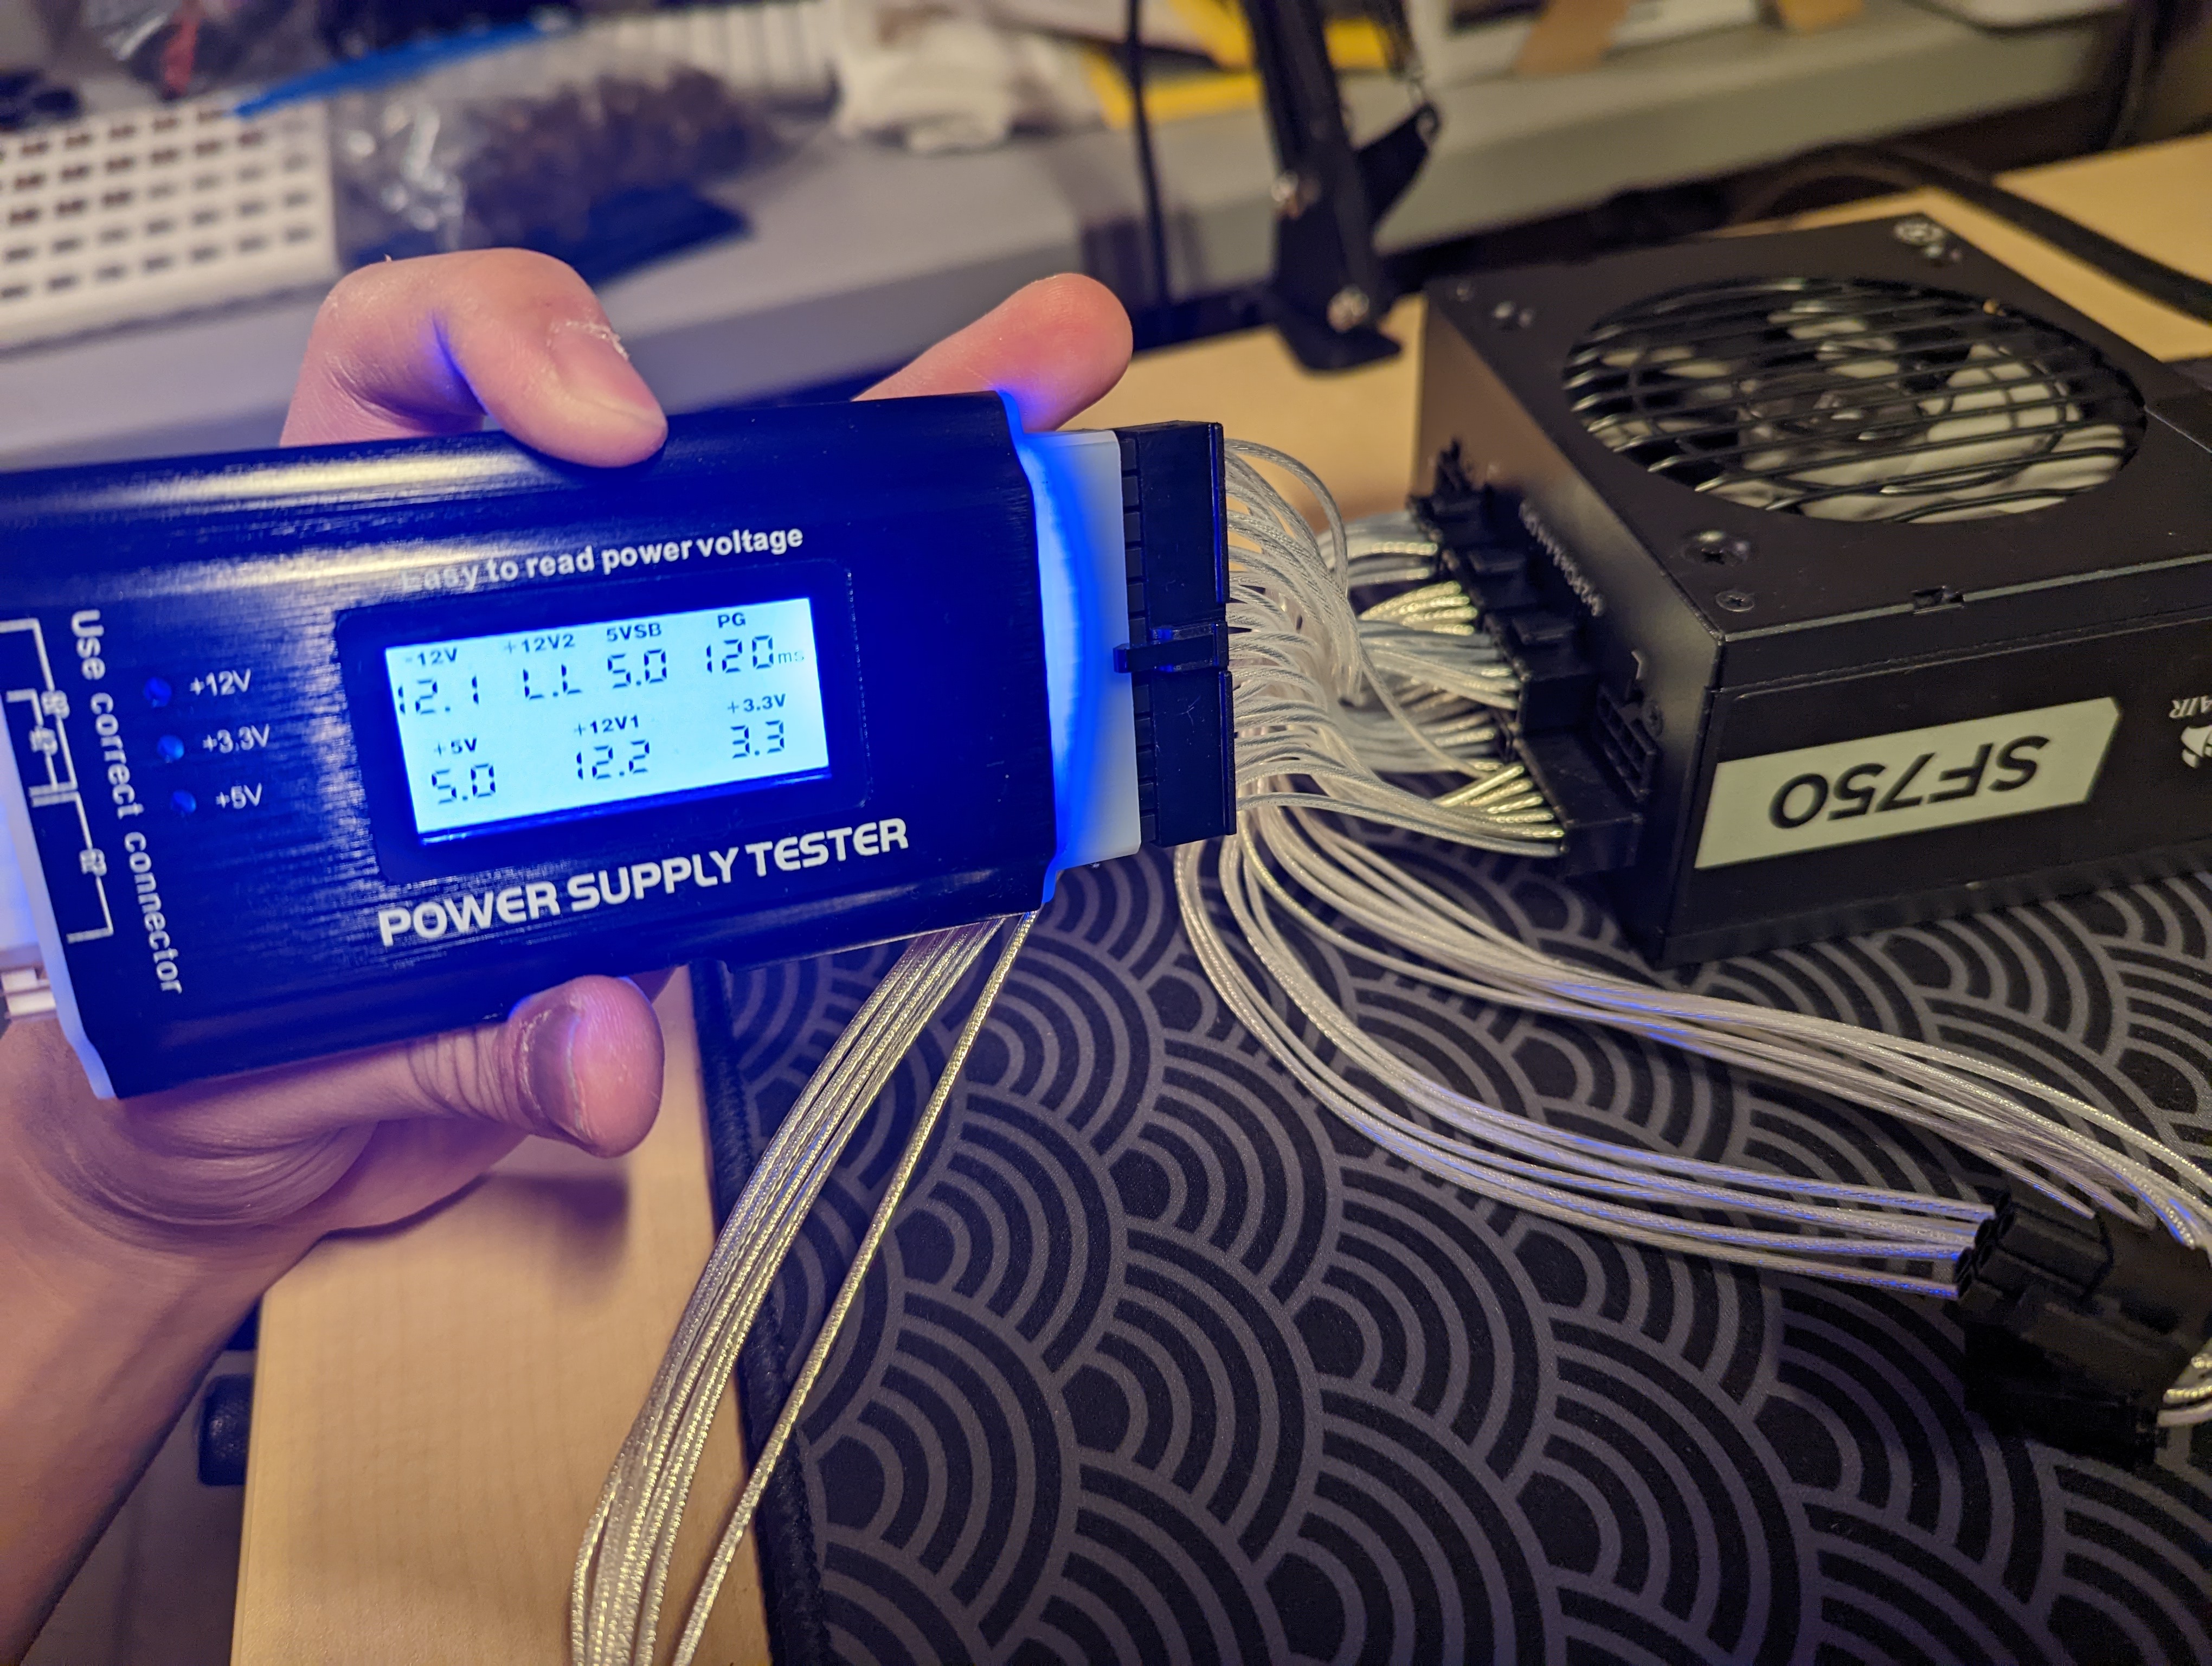 Easy to read power voltage
-12V +12V2 5VSB PG
12.1 LL 5.0 120ms
+5V +12V1 +3.3V
5.0 12.2 3.3
POWER SUPPLY TESTER
Use correct connector
+12V
+3.3V
+5V
SF750